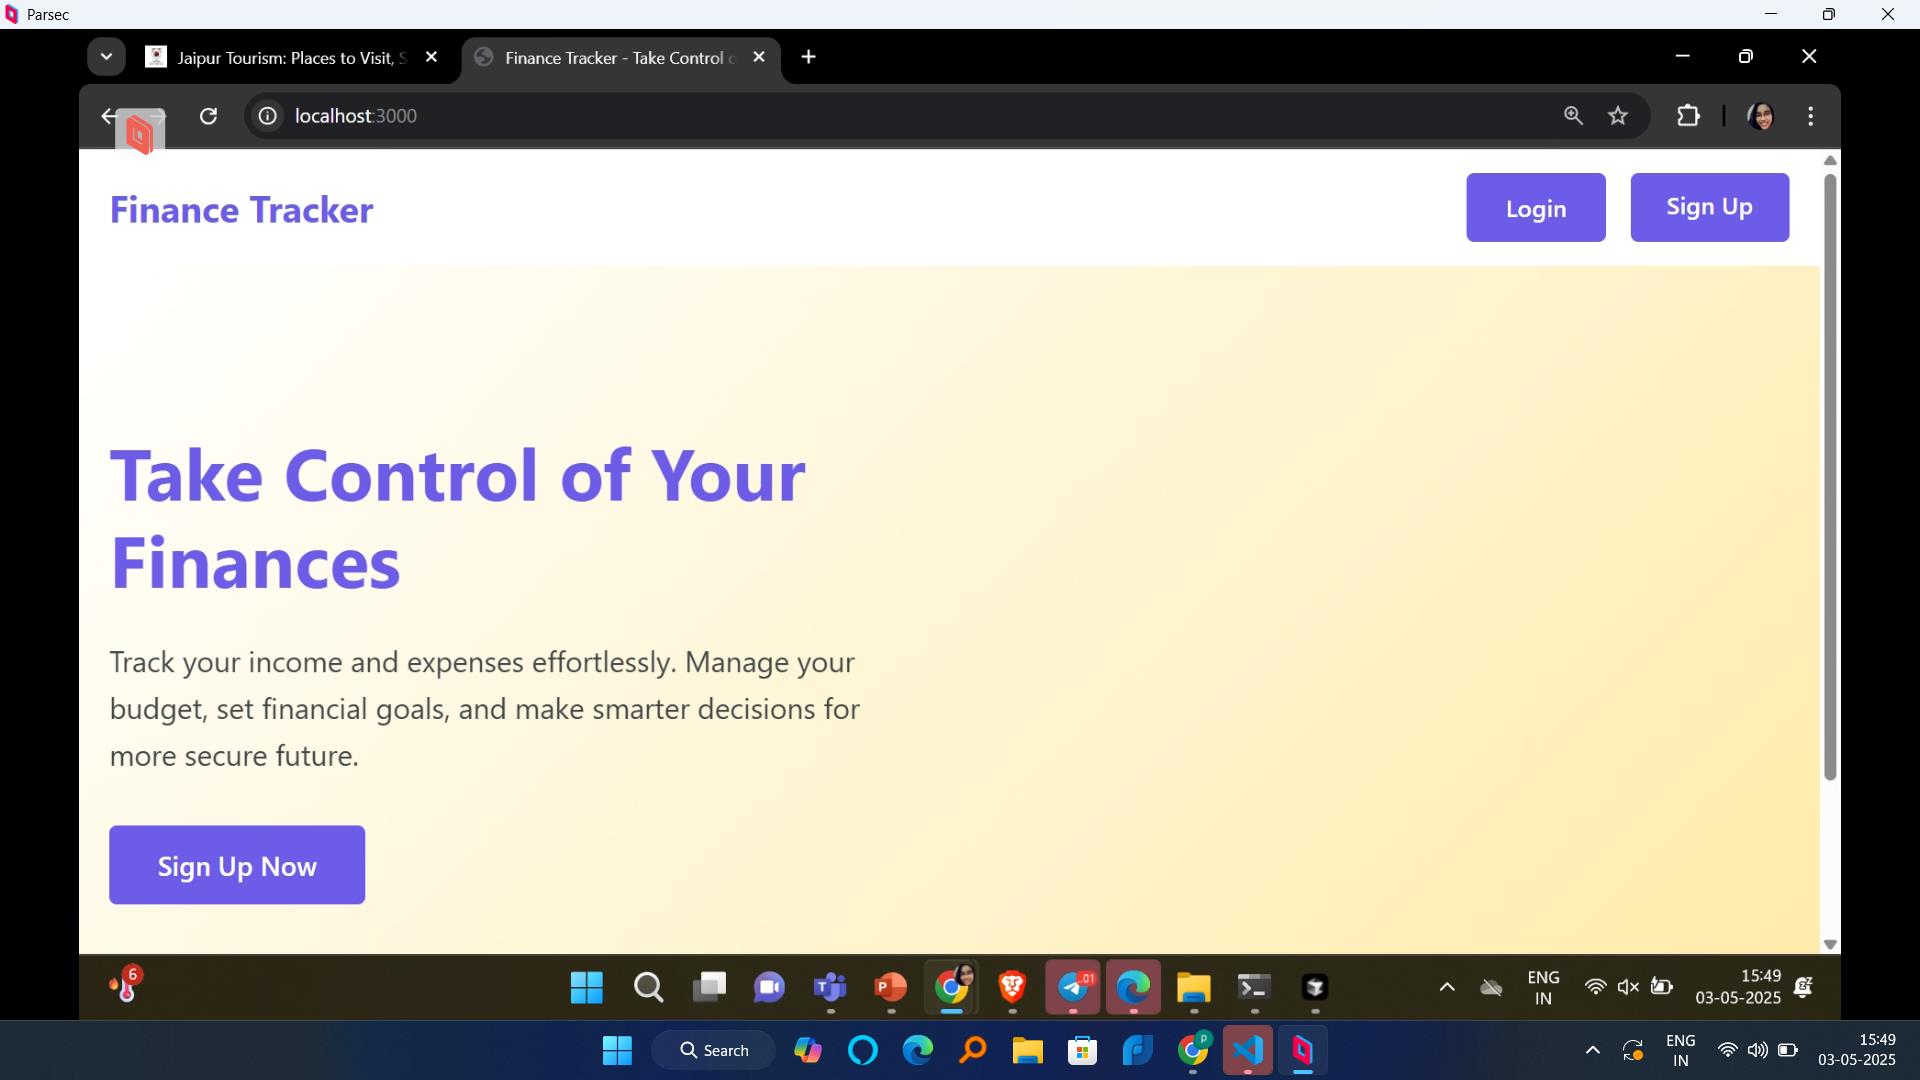 Parsec
Jaipur Tourism: Places to Visit, S
Finance Tracker - Take Control o
localhost:3000
Finance Tracker
Login
Sign Up
Take Control of Your
Finances
Track your income and expenses effortlessly. Manage your
budget, set financial goals, and make smarter decisions for
more secure future.
Sign Up Now
6
.01
ENG
IN
15:49
03-05-2025
Search
ENG
IN
15:49
03-05-2025